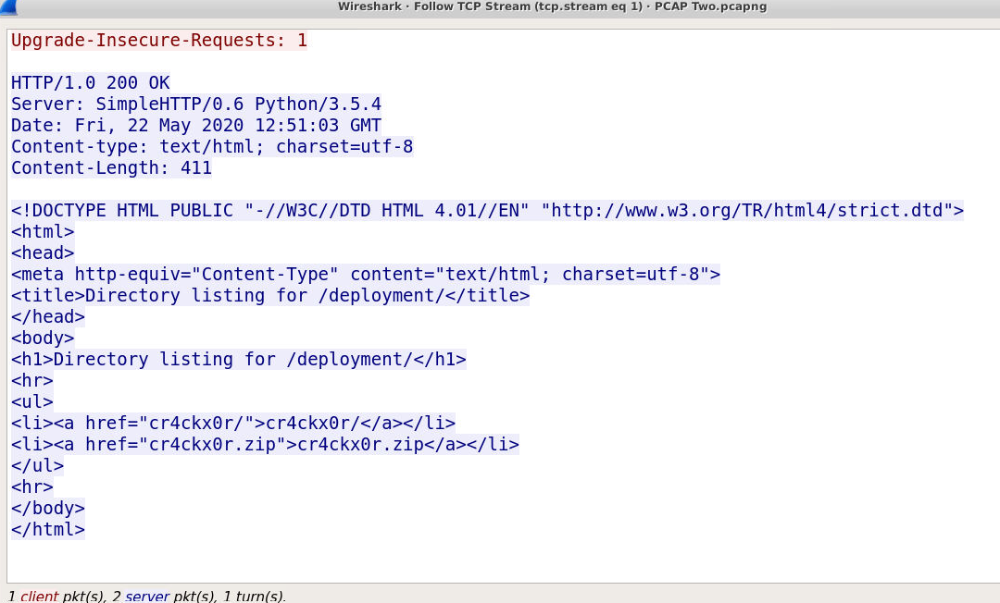 Wireshark · Follow TCP Stream (tcp.stream eq 1) · PCAP Two.pcapng
Upgrade-Insecure-Requests: 1
HTTP/1.0 200 OK
Server: SimpleHTTP/0.6 Python/3.5.4
Date: Fri, 22 May 2020 12:51:03 GMT
Content-type: text/html; charset=utf-8
Content-Length: 411
<!DOCTYPE HTML PUBLIC "-//W3C//DTD HTML 4.01//EN" "http://www.w3.org/TR/html4/strict.dtd">
<html>
<head>
<meta http-equiv="Content-Type" content="text/html; charset=utf-8">
<title>Directory listing for /deployment/</title>
</head>
<body>
<h1>Directory listing for /deployment/</h1>
<hr>
<ul>
<li><a href="cr4ckx0r/">cr4ckx0r/</a></li>
<li><a href="cr4ckx0r.zip">cr4ckx0r.zip</a></li>
</ul>
<hr>
</body>
</html>
1 client pkt(s), 2 server pkt(s), 1 turn(s).